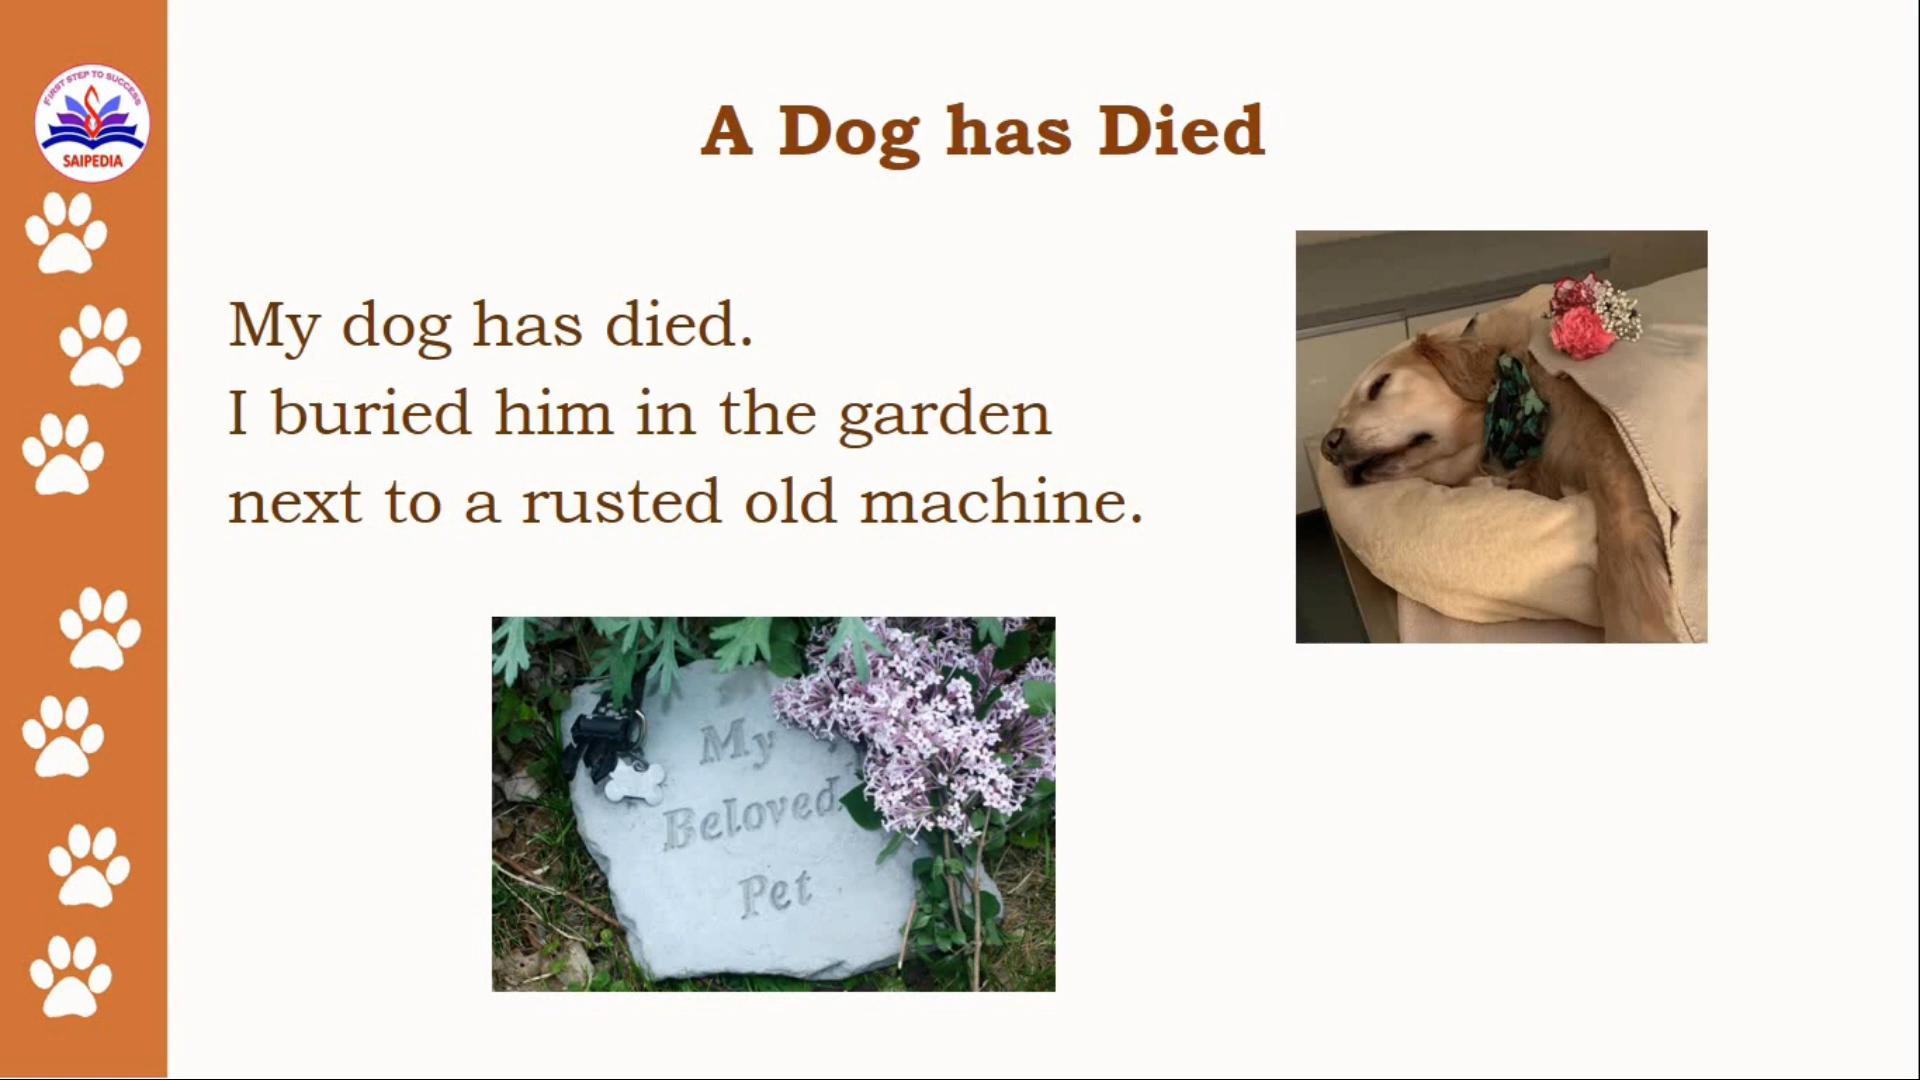 FIRST STEP TO SUCCESS
SAIPEDIA
A Dog has Died
My dog has died.
I buried him in the garden
next to a rusted old machine.
My
Beloved
Pet